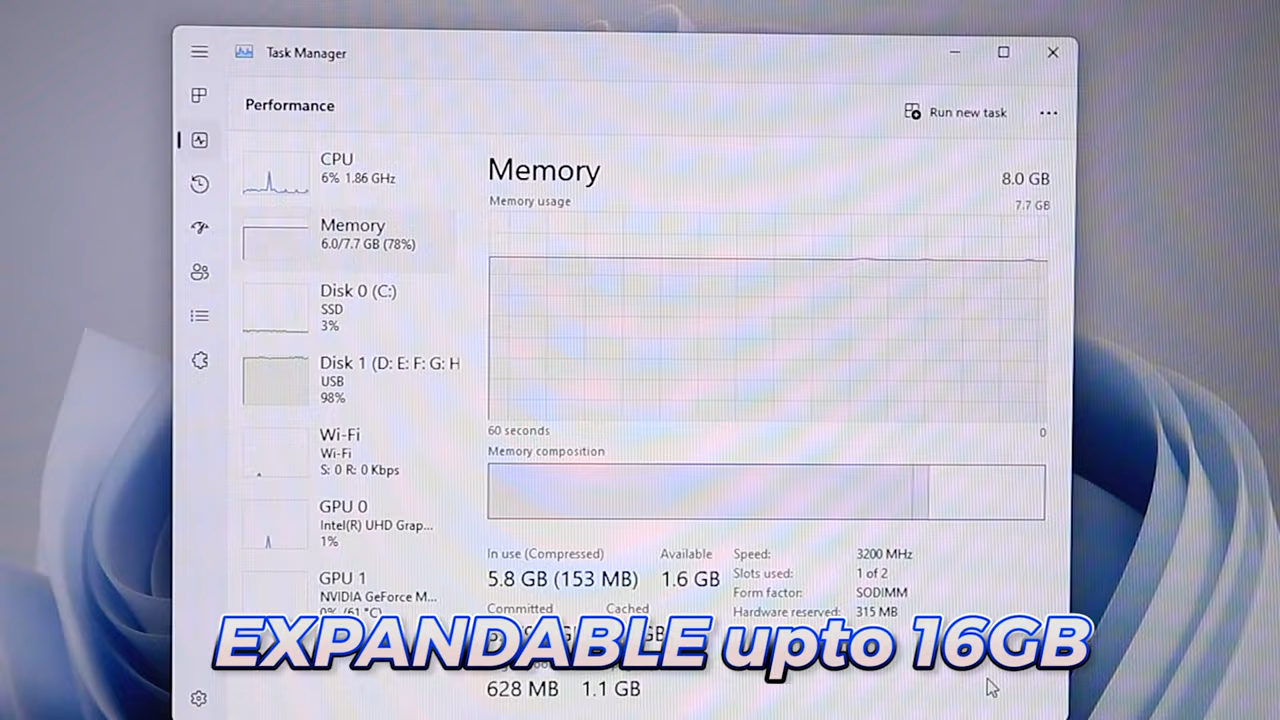 Task Manager
Performance
Run new task
CPU
6% 1.86 GHz
Memory
6.0/7.7 GB (78%)
Disk 0 (C:)
SSD
3%
Disk 1 (D: E: F: G: H
USB
98%
Wi-Fi
Wi-Fi
S: 0 R: 0 Kbps
GPU 0
Intel(R) UHD Grap...
1%
GPU 1
NVIDIA GeForce M...
0% (61 °C)
Memory
8.0 GB
Memory usage
7.7 GB
60 seconds
0
Memory composition
In use (Compressed)
Available
5.8 GB (153 MB)
1.6 GB
Committed
Cached
628 MB
1.1 GB
Speed:
3200 MHz
Slots used:
1 of 2
Form factor:
SODIMM
Hardware reserved:
315 MB
EXPANDABLE upto 16GB